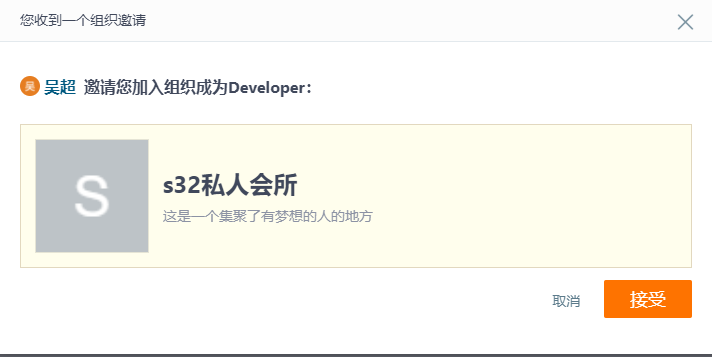 您收到一个组织邀请
吴 吴超 邀请您加入组织成为Developer：
S
s32私人会所
这是一个集聚了有梦想的人的地方
取消 接受